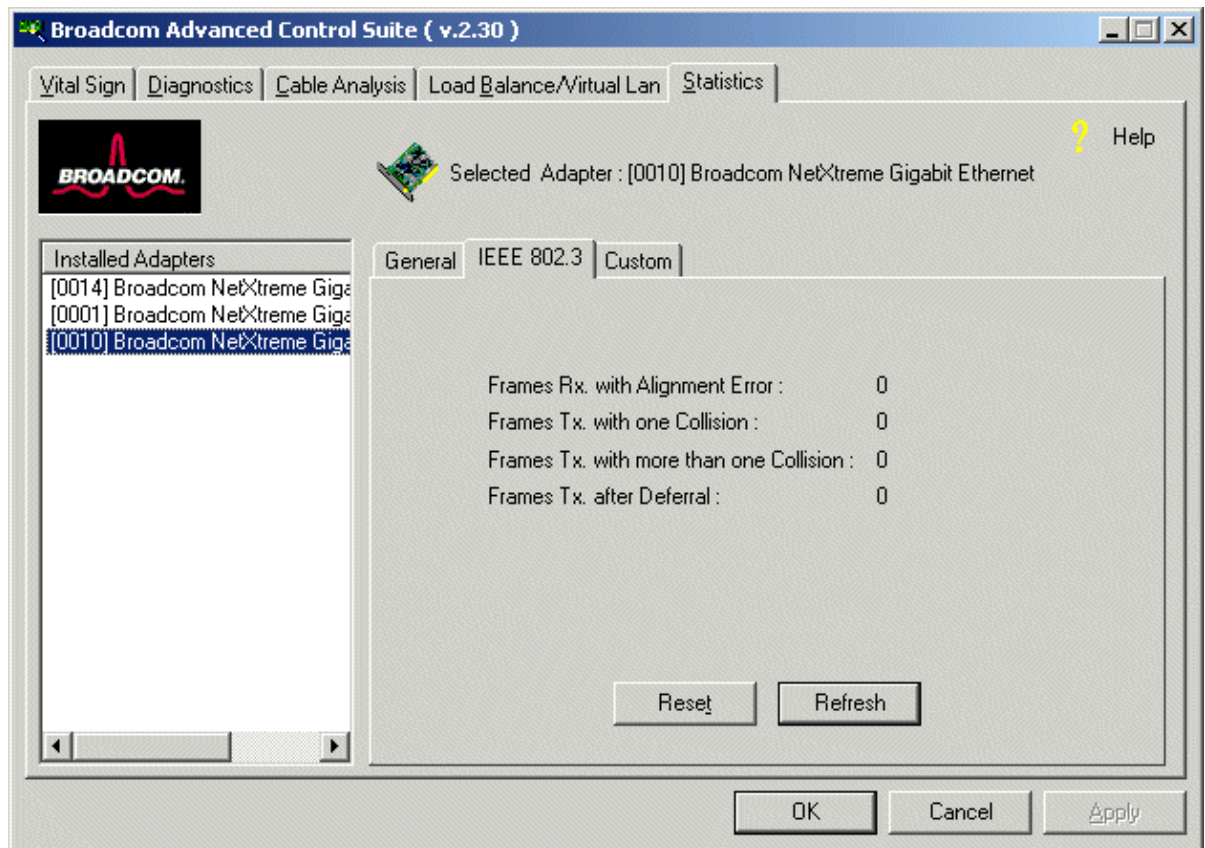 Broadcom Advanced Control Suite ( v.2.30 )
Vital Sign Diagnostics Cable Analysis Load Balance/Virtual Lan Statistics
BROADCOM.
Selected Adapter : [0010] Broadcom NetXtreme Gigabit Ethernet
? Help
Installed Adapters
[0014] Broadcom NetXtreme Giga
[0001] Broadcom NetXtreme Giga
[0010] Broadcom NetXtreme Giga
General IEEE 802.3 Custom
Frames Rx. with Alignment Error : 0
Frames Tx. with one Collision : 0
Frames Tx. with more than one Collision : 0
Frames Tx. after Deferral : 0
Reset Refresh
OK Cancel Apply